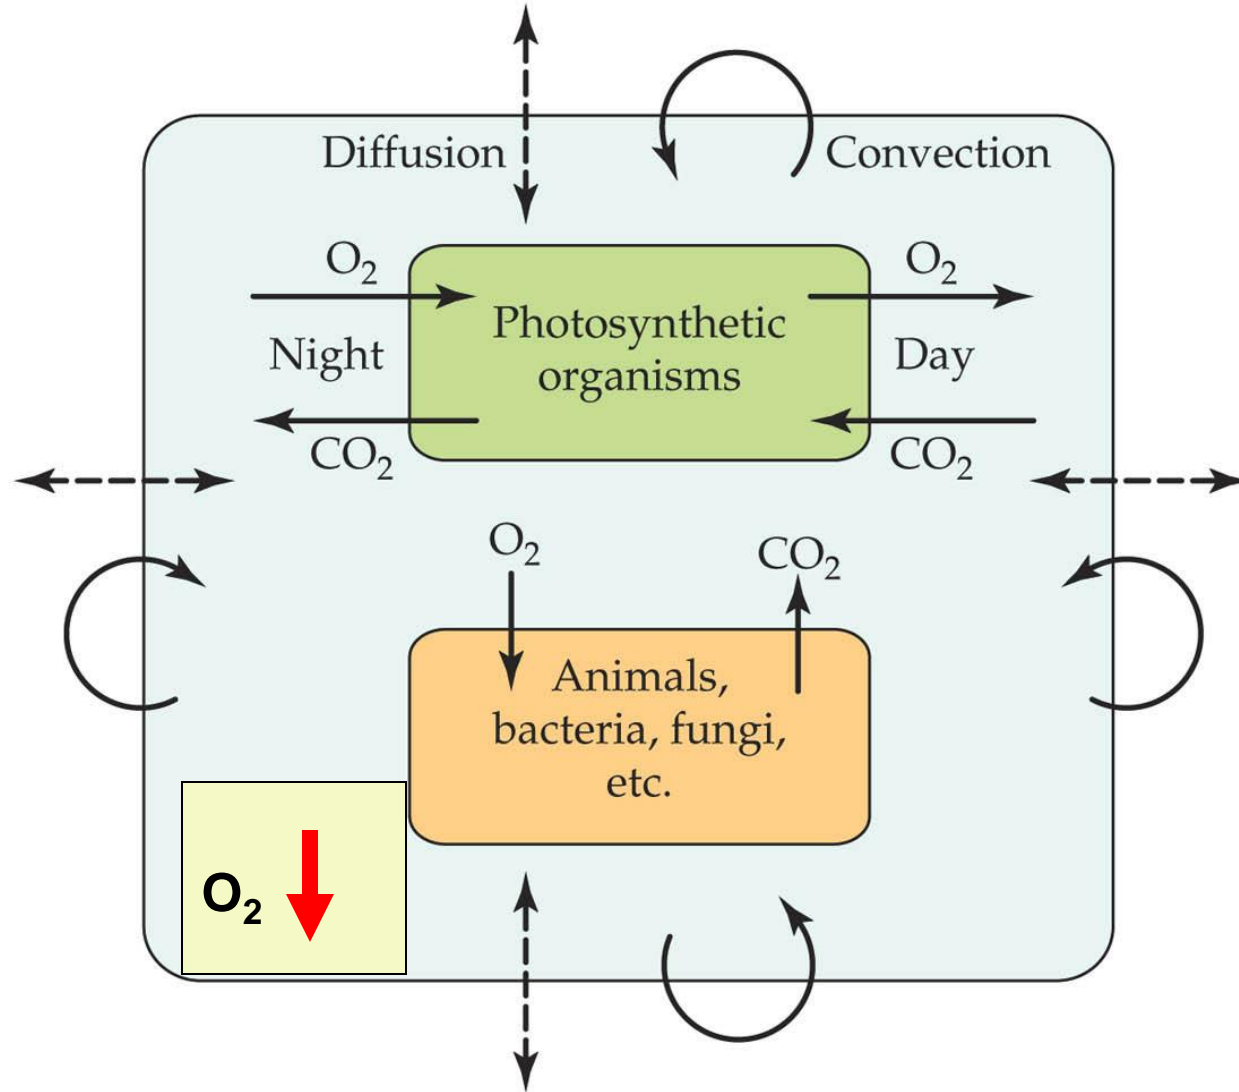 Diffusion
Convection
O₂
O₂
Photosynthetic
organisms
Night
Day
CO₂
CO₂
O₂
CO₂
Animals,
bacteria, fungi,
etc.
O₂